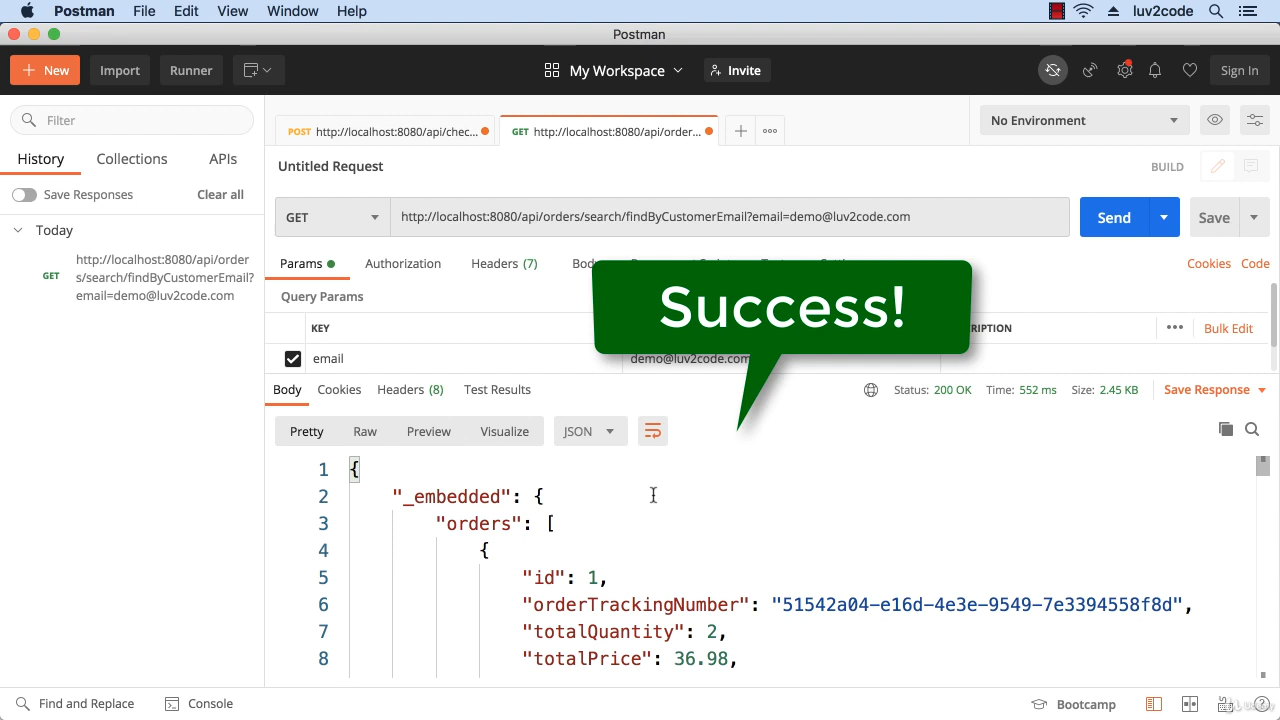 Postman File Edit View Window Help luv2code
Postman
New Import Runner My Workspace Invite Sign In
Filter
POST http://localhost:8080/api/chec... GET http://localhost:8080/api/order... No Environment
History Collections APIs
Untitled Request BUILD
Save Responses Clear all
GET http://localhost:8080/api/orders/search/findByCustomerEmail?email=demo@luv2code.com Send Save
Today
GET http://localhost:8080/api/order
s/search/findByCustomerEmail?
email=demo@luv2code.com
Params Authorization Headers (7) Cookies Code
Query Params
Success!
KEY Bulk Edit
email demo@luv2code.com
Body Cookies Headers (8) Test Results Status: 200 OK Time: 552 ms Size: 2.45 KB Save Response
Pretty Raw Preview Visualize JSON
1 {
2 "_embedded": {
3 "orders": [
4 {
5 "id": 1,
6 "orderTrackingNumber": "51542a04-e16d-4e3e-9549-7e3394558f8d",
7 "totalQuantity": 2,
8 "totalPrice": 36.98,
Find and Replace Console Bootcamp